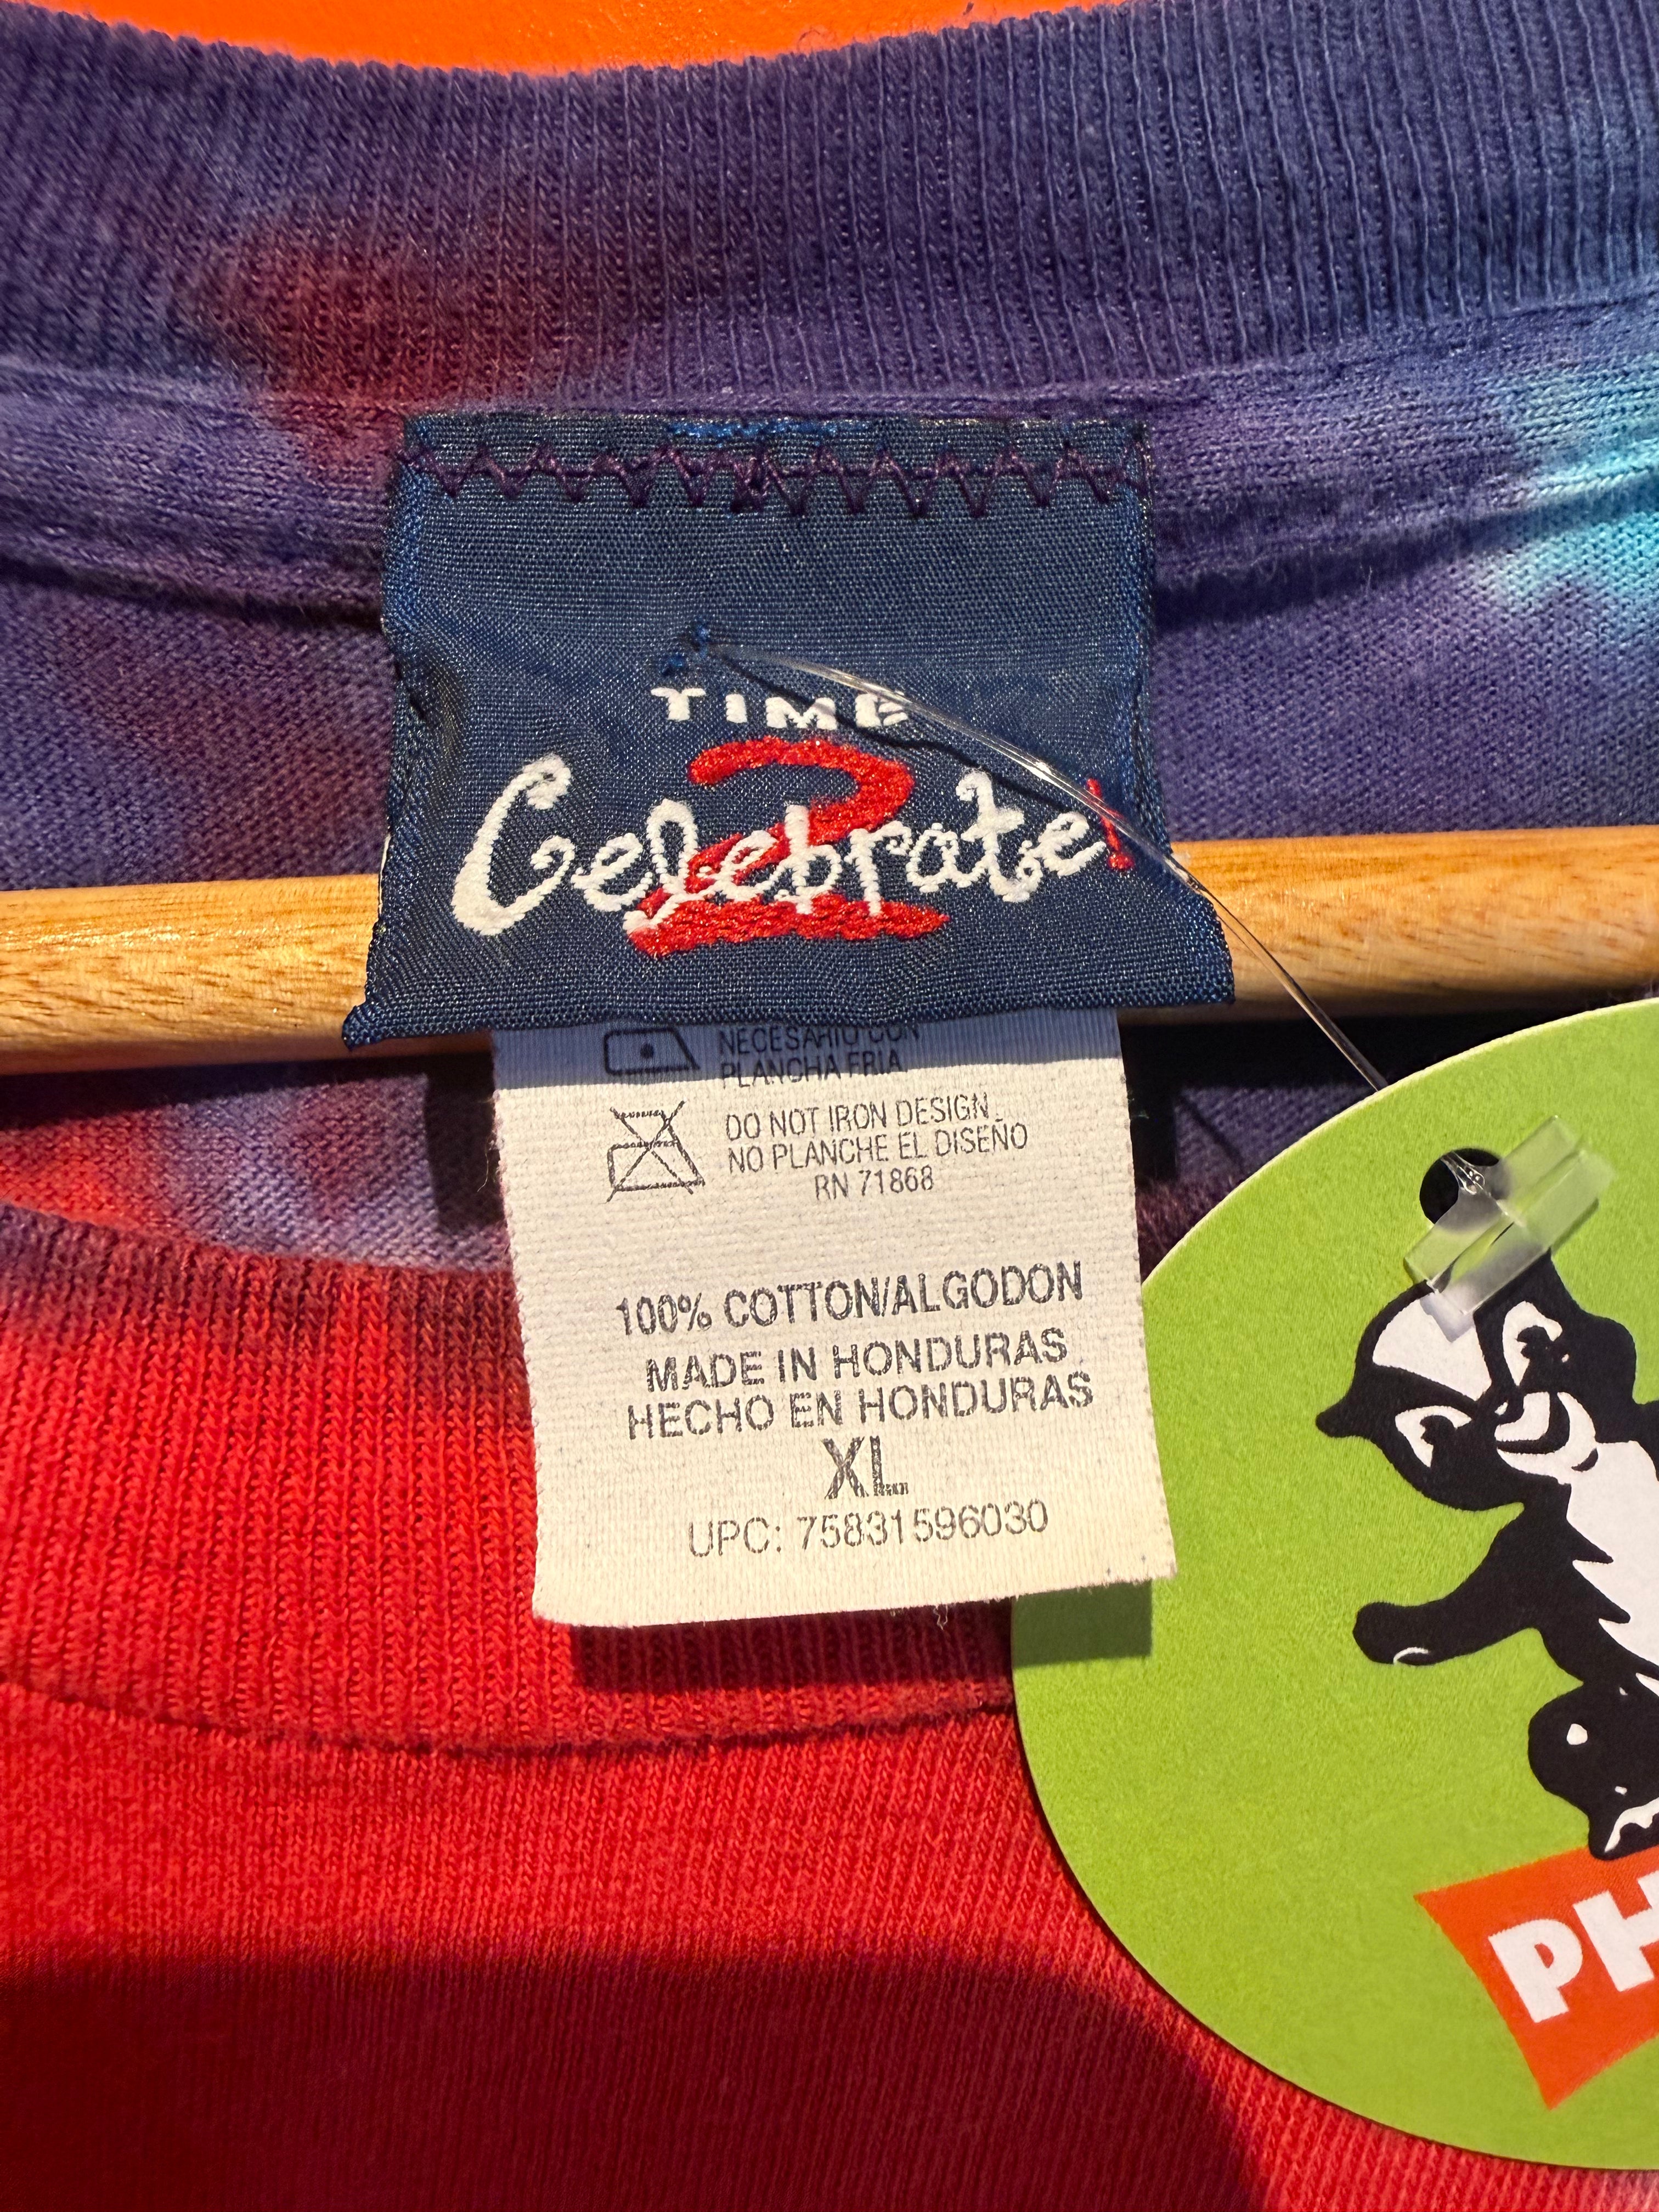 TIME
2
Celebrate!
NECESARIO CON
PLANCHA FRIA
DO NOT IRON DESIGN
NO PLANCHE EL DISEÑO
RN 71868
100% COTTON/ALGODON
MADE IN HONDURAS
HECHO EN HONDURAS
XL
UPC: 75831596030
PH